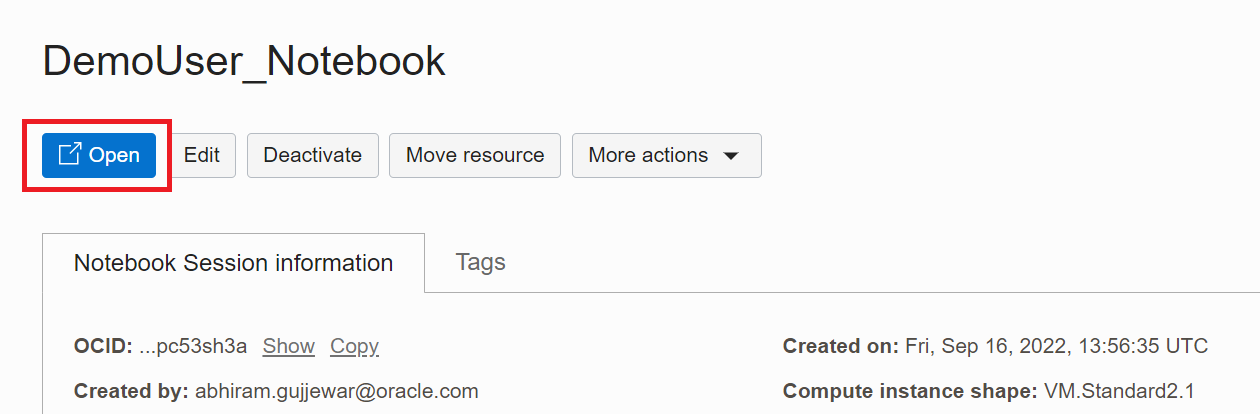 DemoUser_Notebook
Open Edit Deactivate Move resource More actions
Notebook Session information Tags
OCID: ...pc53sh3a Show Copy Created on: Fri, Sep 16, 2022, 13:56:35 UTC
Created by: abhiram.gujjewar@oracle.com Compute instance shape: VM.Standard2.1